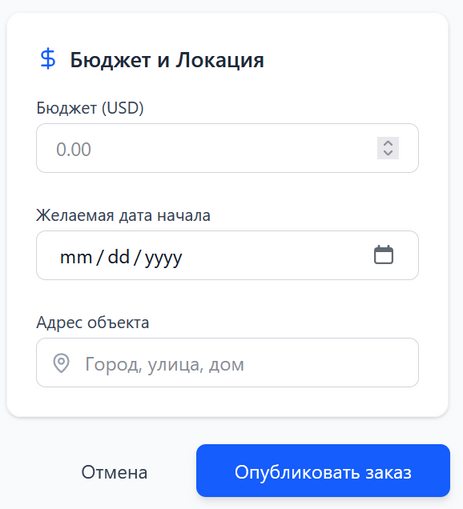 $ Бюджет и Локация
Бюджет (USD)
0.00
Желаемая дата начала
mm/dd/yyyy
Адрес объекта
Город, улица, дом
Отмена Опубликовать заказ